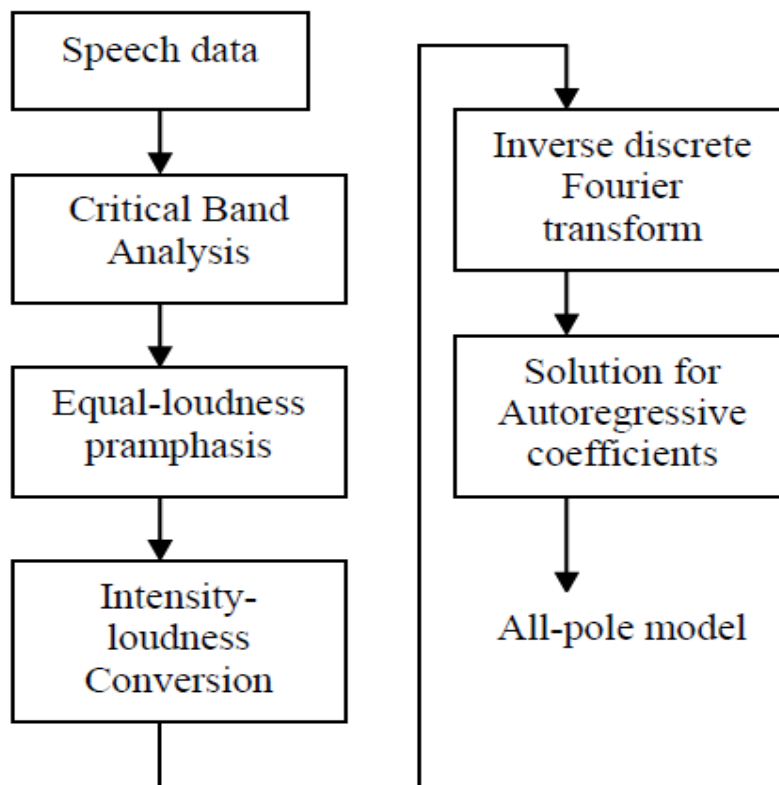 Speech data
Critical Band
Analysis
Equal-loudness
pramphasis
Intensity-
loudness
Conversion
Inverse discrete
Fourier
transform
Solution for
Autoregressive
coefficients
All-pole model